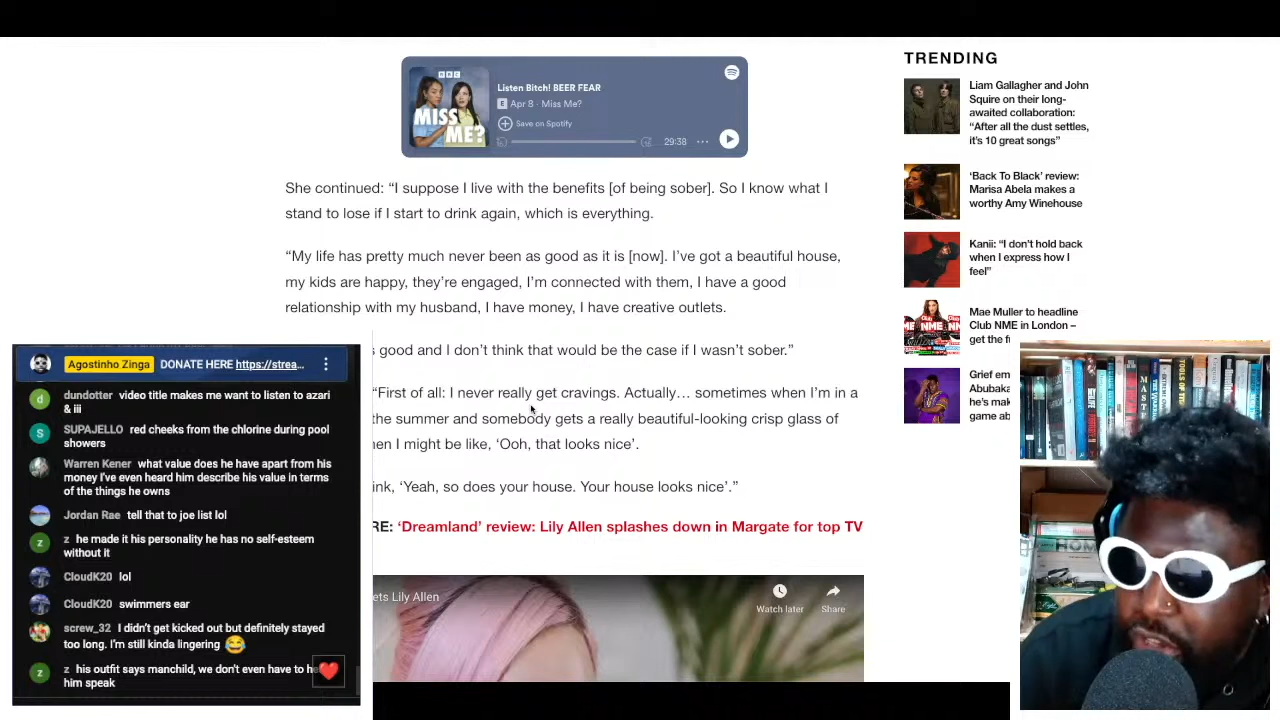 BBC
MISS
ME?
Listen Bitch! BEER FEAR
E Apr 8 · Miss Me?
Save on Spotify
29:38
She continued: “I suppose I live with the benefits [of being sober]. So I know what I
stand to lose if I start to drink again, which is everything.
“My life has pretty much never been as good as it is [now]. I’ve got a beautiful house,
my kids are happy, they’re engaged, I’m connected with them, I have a good
relationship with my husband, I have money, I have creative outlets.
s good and I don’t think that would be the case if I wasn’t sober.”
“First of all: I never really get cravings. Actually… sometimes when I’m in a
the summer and somebody gets a really beautiful-looking crisp glass of
en I might be like, ‘Ooh, that looks nice’.
ink, ‘Yeah, so does your house. Your house looks nice’.”
RE: ‘Dreamland’ review: Lily Allen splashes down in Margate for top TV
ets Lily Allen
Watch later
Share
TRENDING
Liam Gallagher and John
Squire on their long-
awaited collaboration:
“After all the dust settles,
it’s 10 great songs”
‘Back To Black’ review:
Marisa Abela makes a
worthy Amy Winehouse
Kanii: “I don’t hold back
when I express how I
feel”
Mae Muller to headline
Club NME in London –
get the f
Grief em
Abubaka
he’s mak
game ab
Agostinho Zinga DONATE HERE https://strea...
d dundotter video title makes me want to listen to azari
& iii
S SUPAJELLO red cheeks from the chlorine during pool
showers
Warren Kener what value does he have apart from his
money I've even heard him describe his value in terms
of the things he owns
Jordan Rae tell that to joe list lol
z z he made it his personality he has no self-esteem
without it
CloudK20 lol
CloudK20 swimmers ear
screw_32 I didn't get kicked out but definitely stayed
too long. I'm still kinda lingering
z z his outfit says manchild, we don't even have to he
him speak